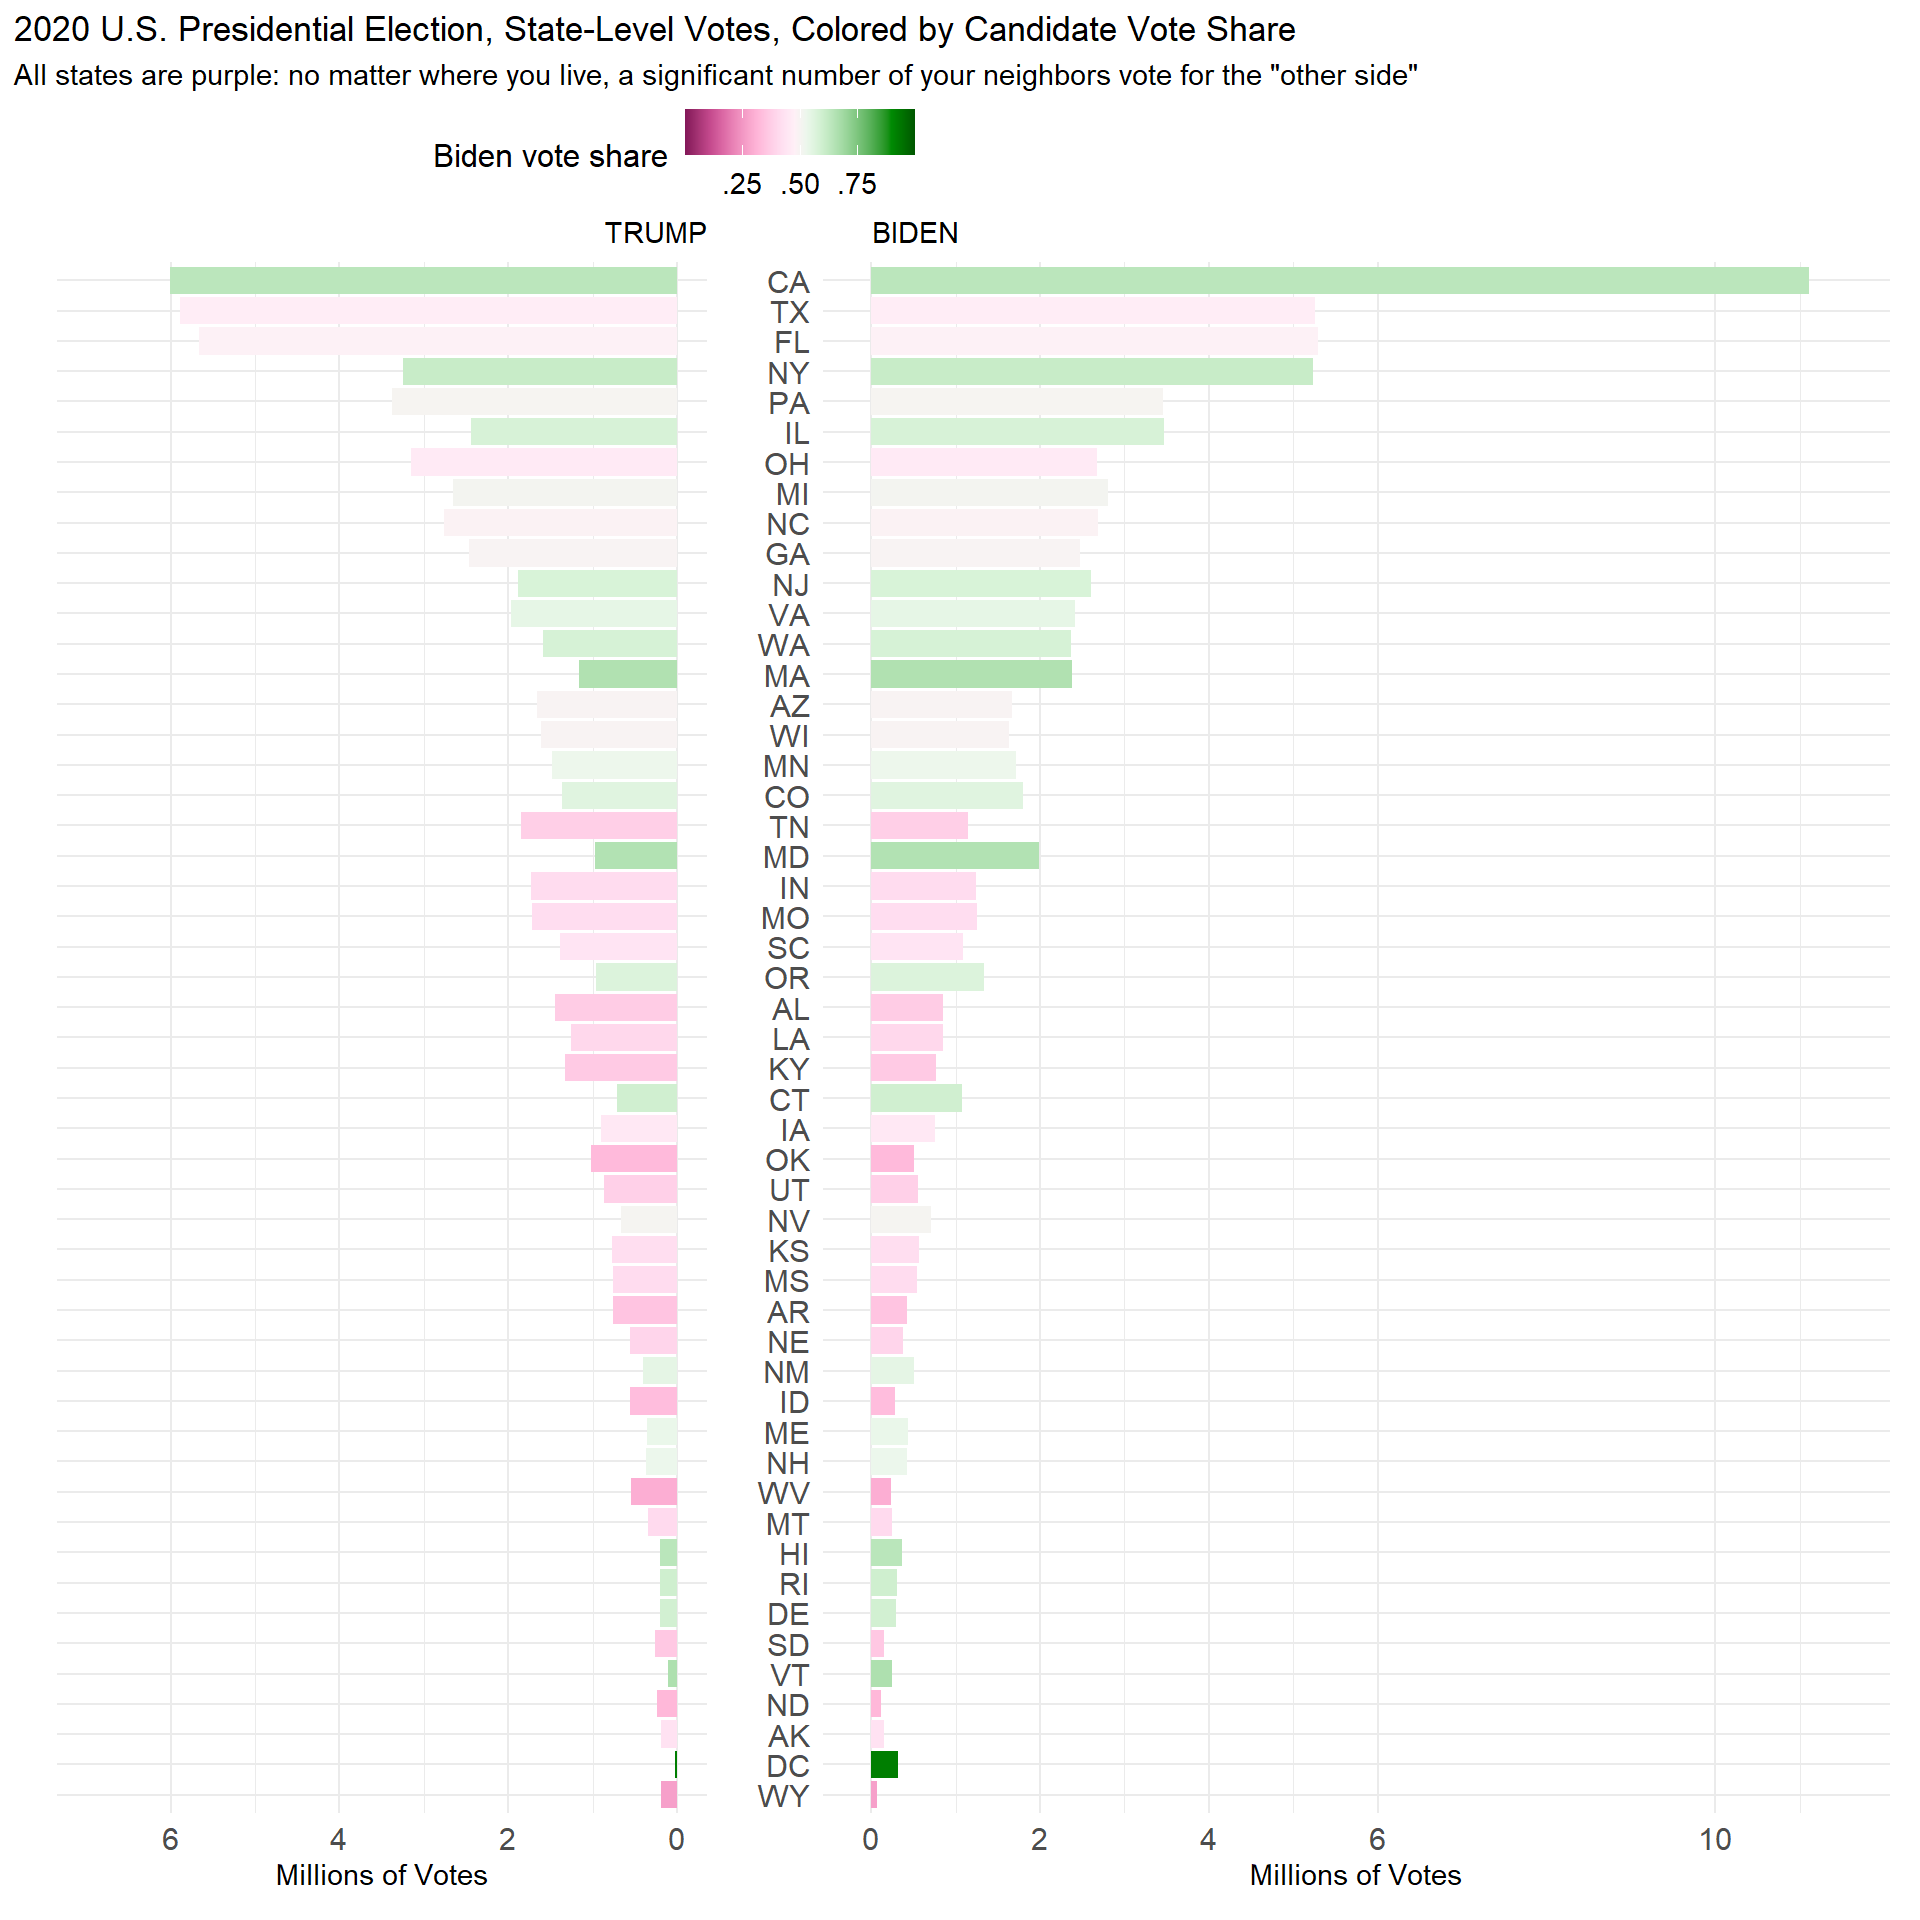 2020 U.S. Presidential Election, State-Level Votes, Colored by Candidate Vote Share
All states are purple: no matter where you live, a significant number of your neighbors vote for the "other side"
Biden vote share
.25 .50 .75
TRUMP BIDEN
CA
TX
FL
NY
PA
IL
OH
MI
NC
GA
NJ
VA
WA
MA
AZ
WI
MN
CO
TN
MD
IN
MO
SC
OR
AL
LA
KY
CT
IA
OK
UT
NV
KS
MS
AR
NE
NM
ID
ME
NH
WV
MT
HI
RI
DE
SD
VT
ND
AK
DC
WY
6 4 2 0 0 2 4 6 10
Millions of Votes Millions of Votes